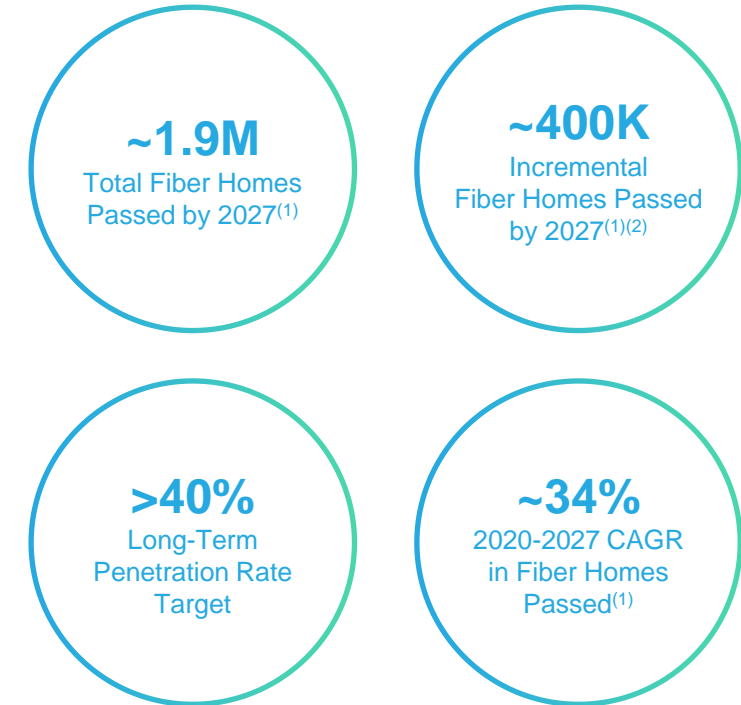 ~1.9M
Total Fiber Homes
Passed by 2027(1)
~400K
Incremental
Fiber Homes Passed
by 2027(1)(2)
>40%
Long-Term
Penetration Rate
Target
~34%
2020-2027 CAGR
in Fiber Homes
Passed(1)